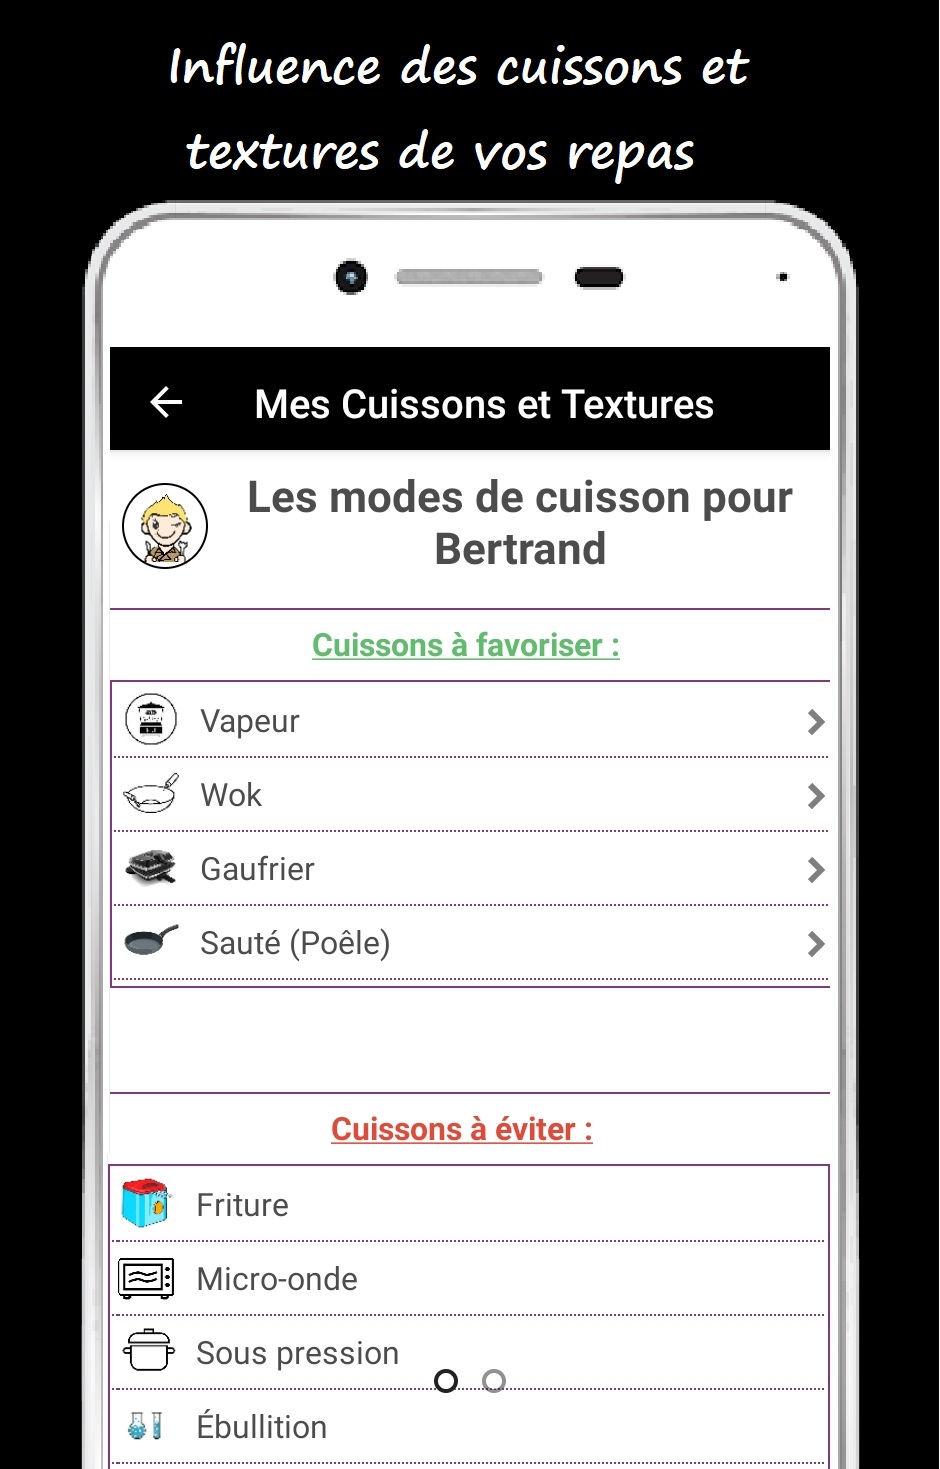 Influence des cuissons et
textures de vos repas
Mes Cuissons et Textures
Les modes de cuisson pour
Bertrand
Cuissons à favoriser :
Vapeur
Wok
Gaufrier
Sauté (Poêle)
Cuissons à éviter :
Friture
Micro-onde
Sous pression
Ébullition